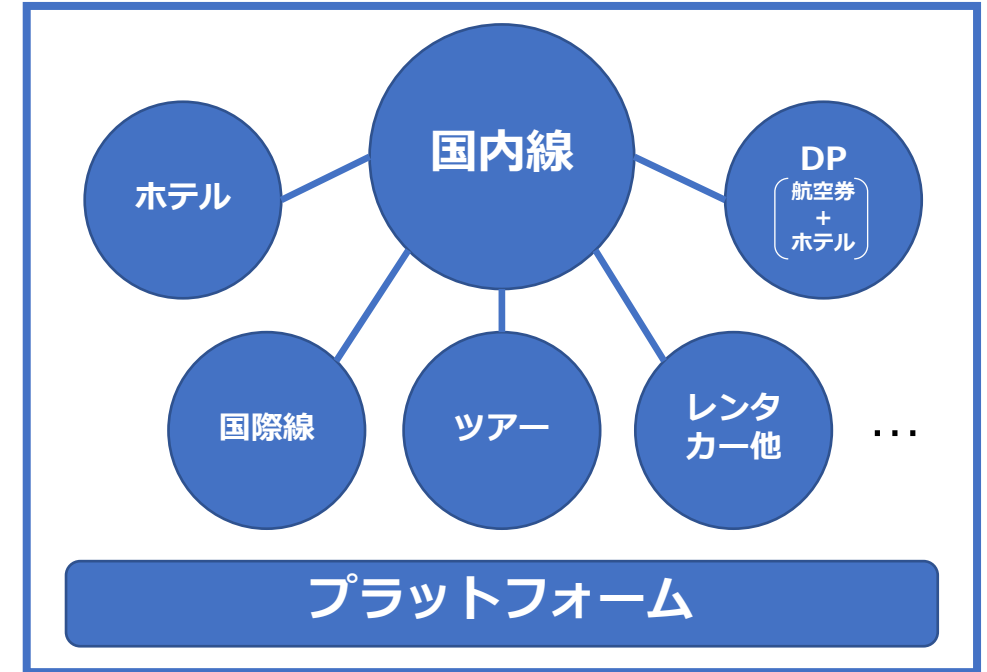 国内線
ホテル
DP
航空券
+
ホテル
国際線
ツアー
レンタ
カー他
…
プラットフォーム